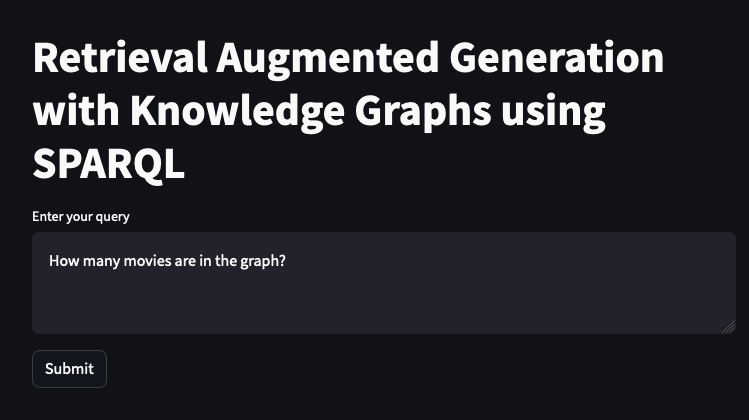 Retrieval Augmented Generation
with Knowledge Graphs using
SPARQL
Enter your query
How many movies are in the graph?
Submit